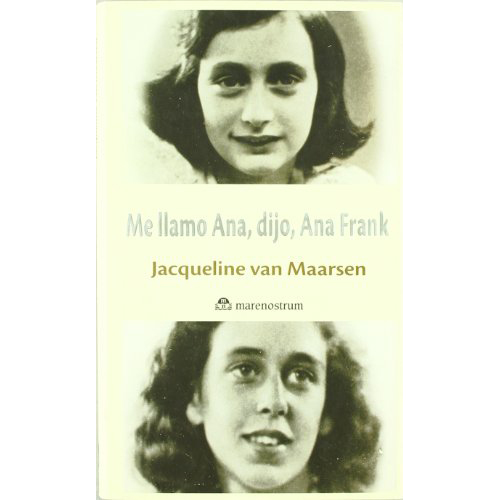 Me llamo Ana, dijo, Ana Frank
Jacqueline van Maarsen
marenostrum